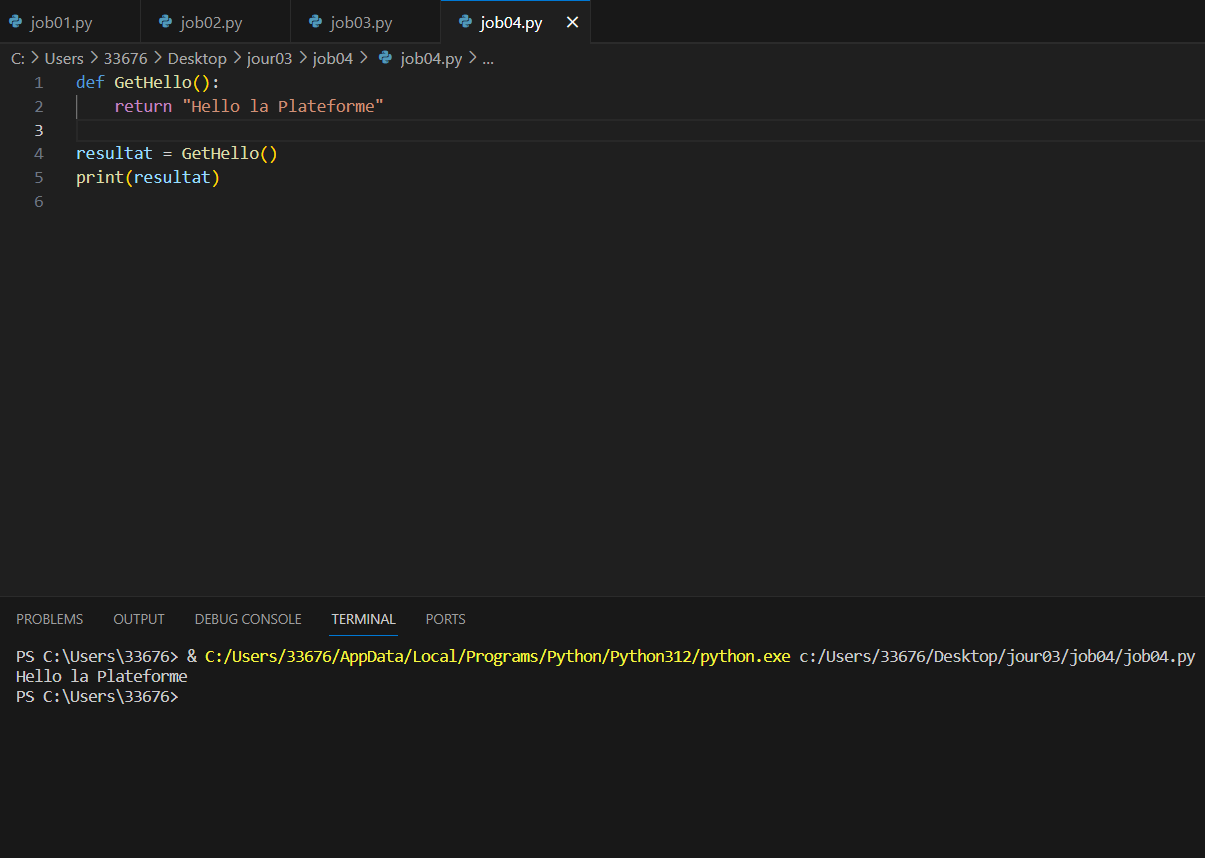 job01.py job02.py job03.py job04.py
C: > Users > 33676 > Desktop > jour03 > job04 > job04.py > ...
1 def GetHello():
2     return "Hello la Plateforme"
3
4 resultat = GetHello()
5 print(resultat)
6
PROBLEMS OUTPUT DEBUG CONSOLE TERMINAL PORTS
PS C:\Users\33676> & C:/Users/33676/AppData/Local/Programs/Python/Python312/python.exe c:/Users/33676/Desktop/jour03/job04/job04.py
Hello la Plateforme
PS C:\Users\33676>